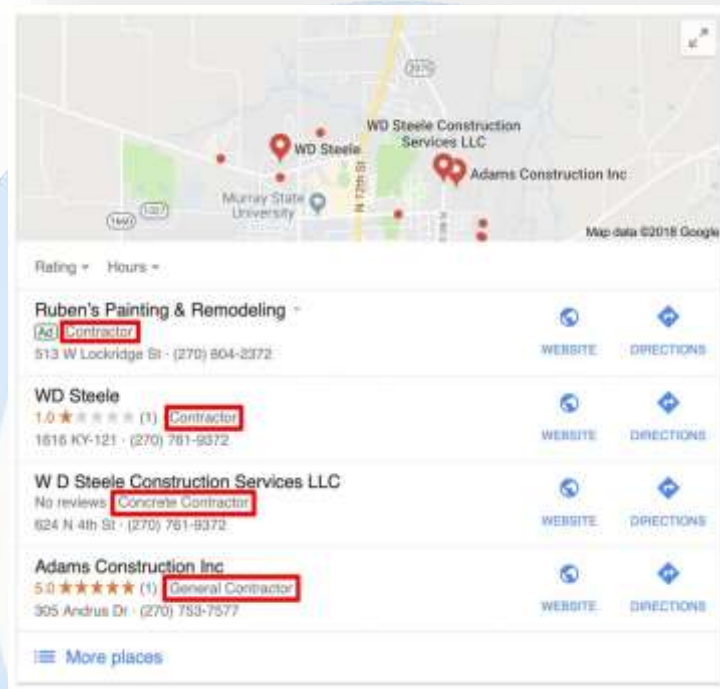 WD Steele Construction
Services LLC
WD Steele
Adams Construction Inc
N 12th St
Murray State
University
Map data ©2018 Google
Rating Hours
Ruben's Painting & Remodeling
Ad Contractor
513 W Lockridge St · (270) 804-2372
WEBSITE DIRECTIONS
WD Steele
1.0 (1) Contractor
1616 KY-121 · (270) 761-9372
WEBSITE DIRECTIONS
W D Steele Construction Services LLC
No reviews Concrete Contractor
624 N 4th St · (270) 761-9372
WEBSITE DIRECTIONS
Adams Construction Inc
5.0 (1) General Contractor
305 Andrus Dr · (270) 753-7577
WEBSITE DIRECTIONS
More places